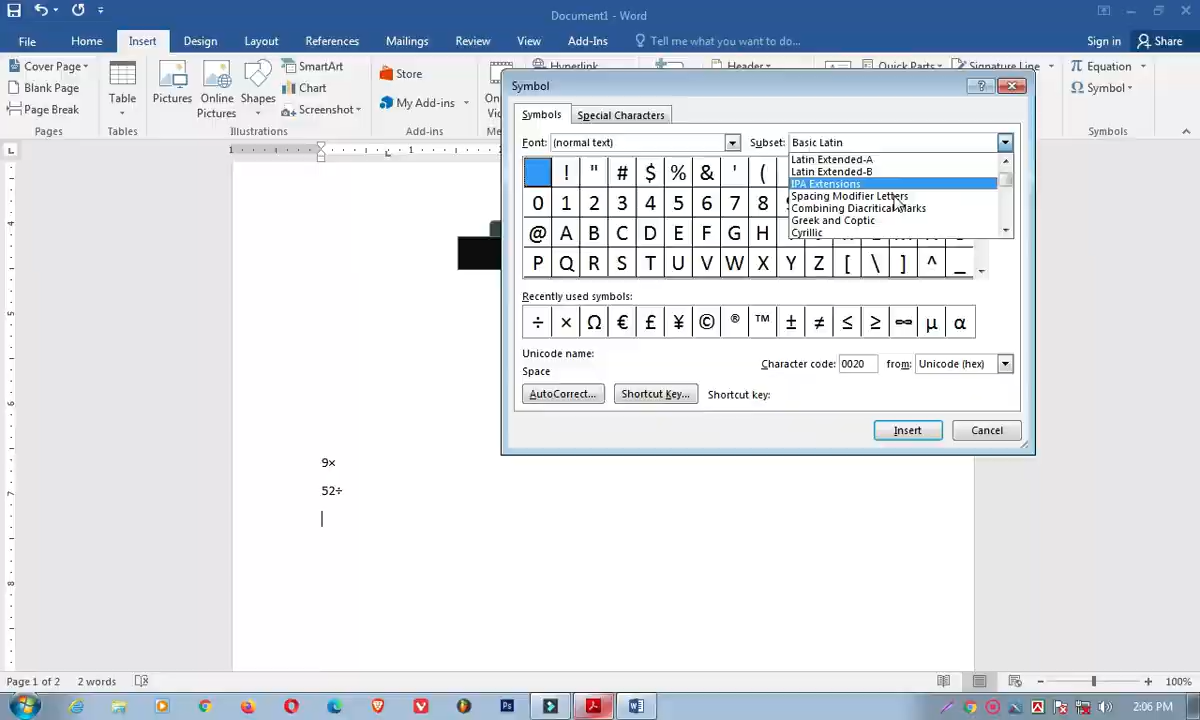 Document1 - Word
File Home Insert Design Layout References Mailings Review View Add-Ins Tell me what you want to do... Sign in Share
Cover Page
Blank Page
Page Break
Pages
Table
Tables
Pictures
Online
Pictures
Shapes
SmartArt
Chart
Screenshot
Illustrations
Store
My Add-ins
Add-ins
Hyperlink
Header
Quick Parts
Signature Line
Equation
Symbol
Symbols
Symbol
Symbols Special Characters
Font: (normal text) Subset: Basic Latin
Latin Extended-A
Latin Extended-B
IPA Extensions
Spacing Modifier Letters
Combining Diacritical Marks
Greek and Coptic
Cyrillic
! " # $ % & ' (
0 1 2 3 4 5 6 7 8
@ A B C D E F G H
P Q R S T U V W X Y Z [ \ ] ^ _
Recently used symbols:
÷ × Ω € £ ¥ © ® ™ ± ≠ ≤ ≥ ∞ µ α
Unicode name:
Space
Character code: 0020 from: Unicode (hex)
AutoCorrect... Shortcut Key... Shortcut key:
Insert Cancel
9×
52÷
Page 1 of 2 2 words 100%
2:06 PM